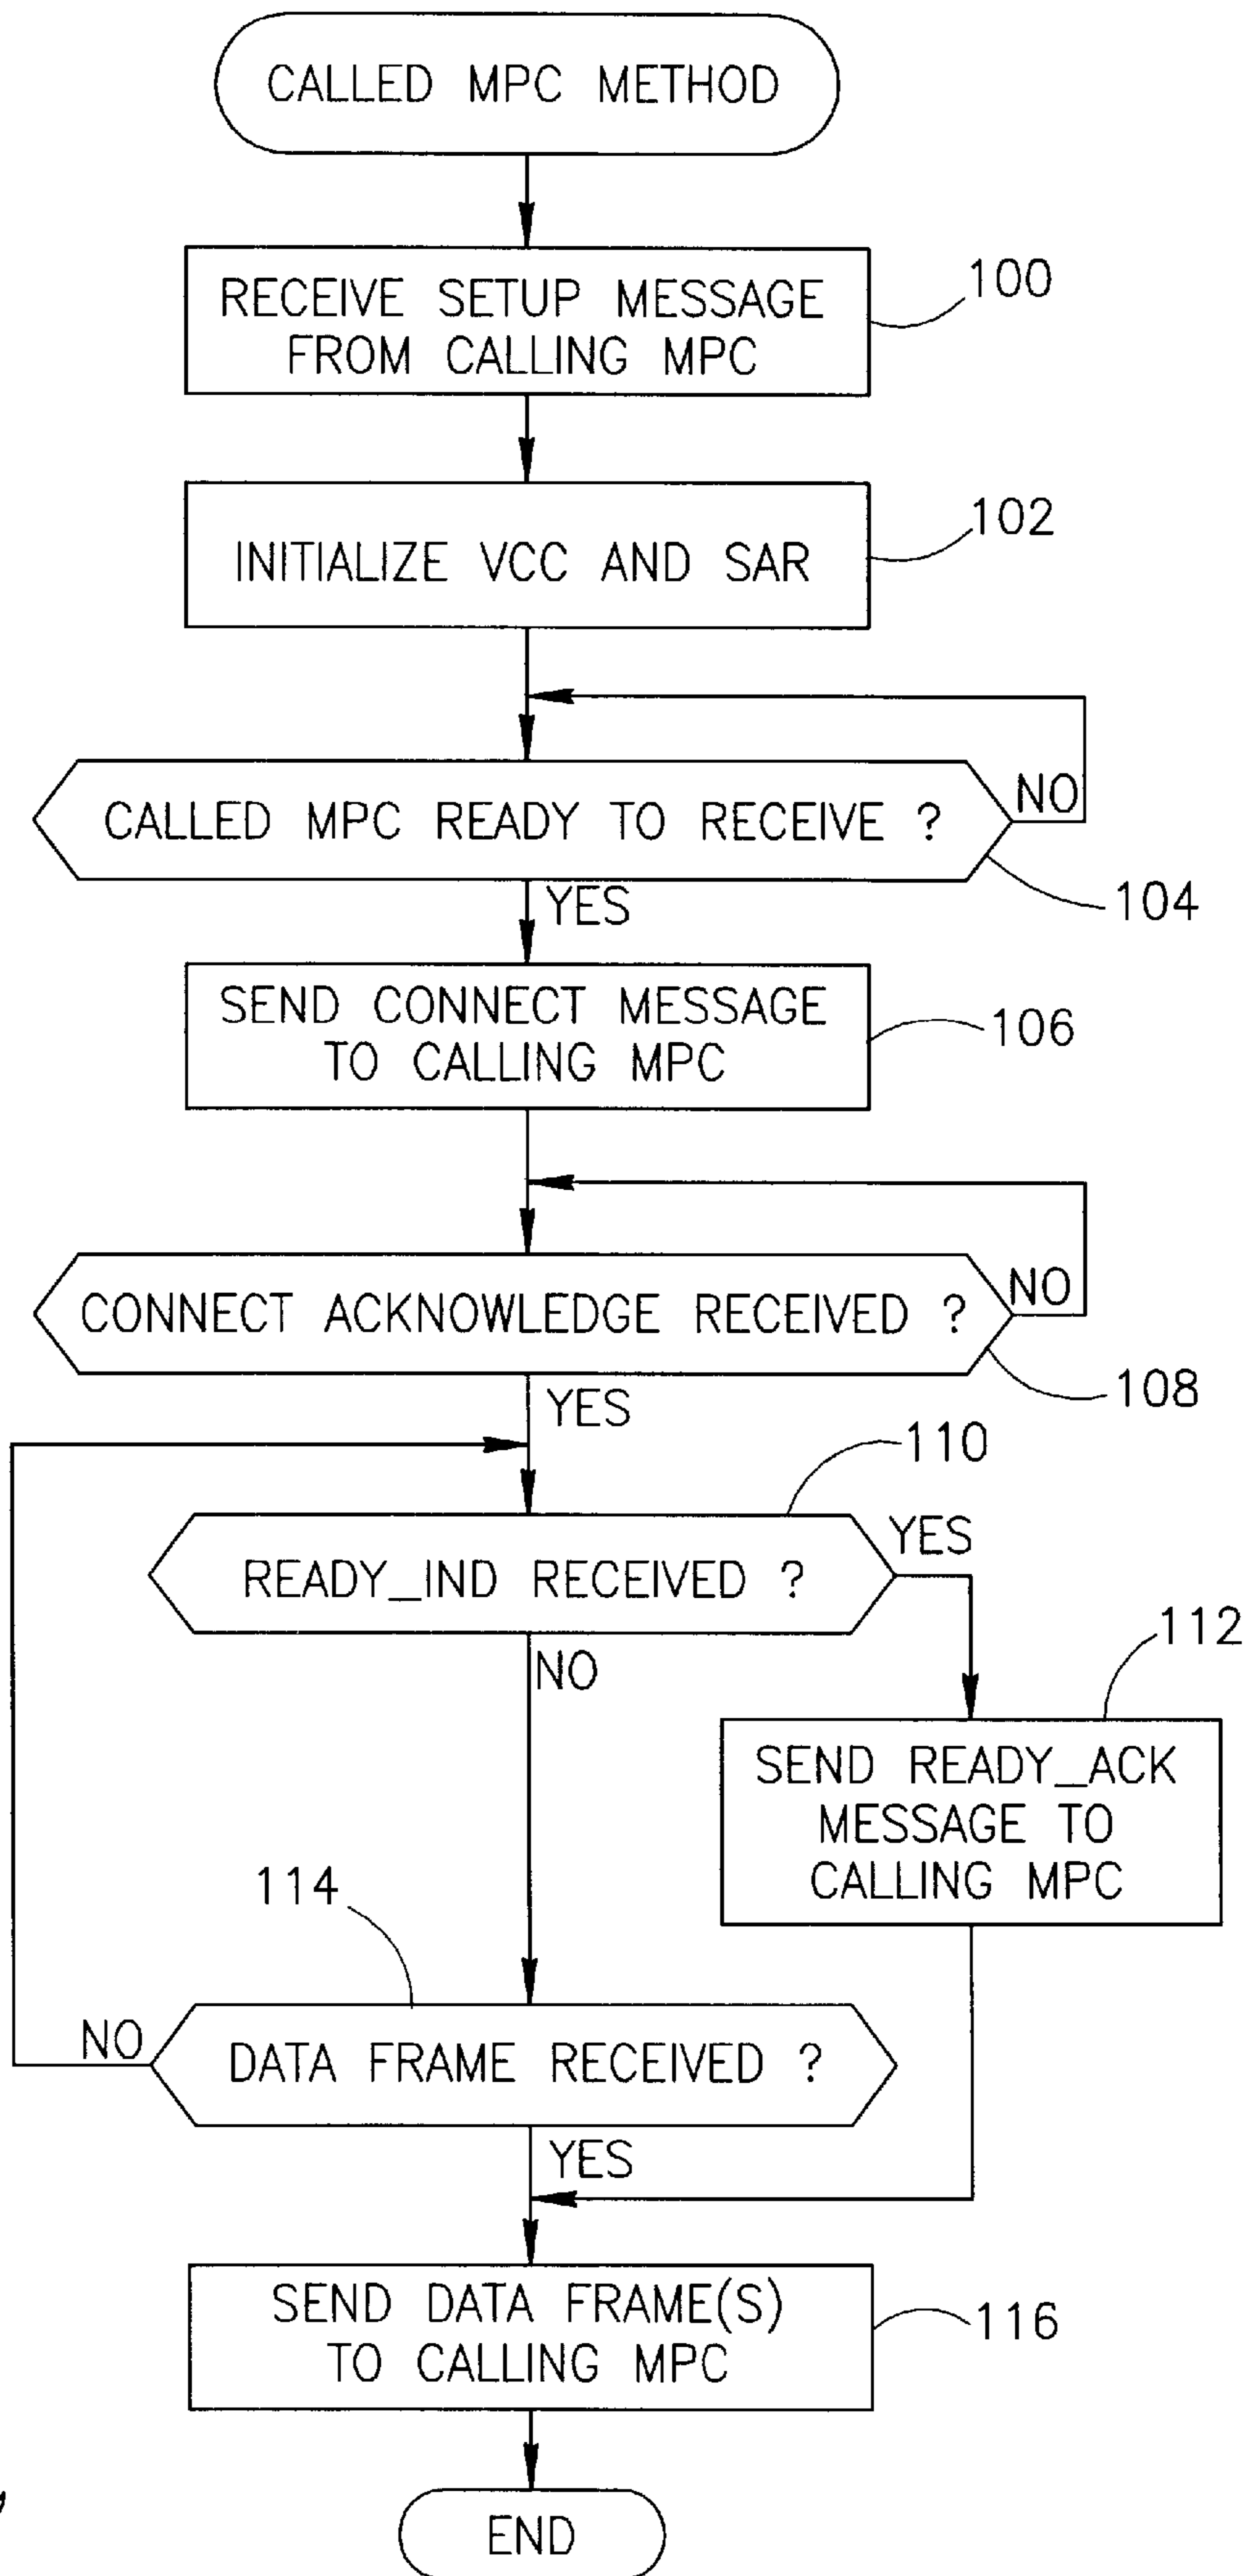 CALLED MPC METHOD
RECEIVE SETUP MESSAGE
FROM CALLING MPC
100
INITIALIZE VCC AND SAR
102
CALLED MPC READY TO RECEIVE ?
NO
104
YES
SEND CONNECT MESSAGE
TO CALLING MPC
106
CONNECT ACKNOWLEDGE RECEIVED ?
NO
108
YES
110
READY_IND RECEIVED ?
YES
NO
112
SEND READY_ACK
MESSAGE TO
CALLING MPC
114
NO
DATA FRAME RECEIVED ?
YES
SEND DATA FRAME(S)
TO CALLING MPC
116
END